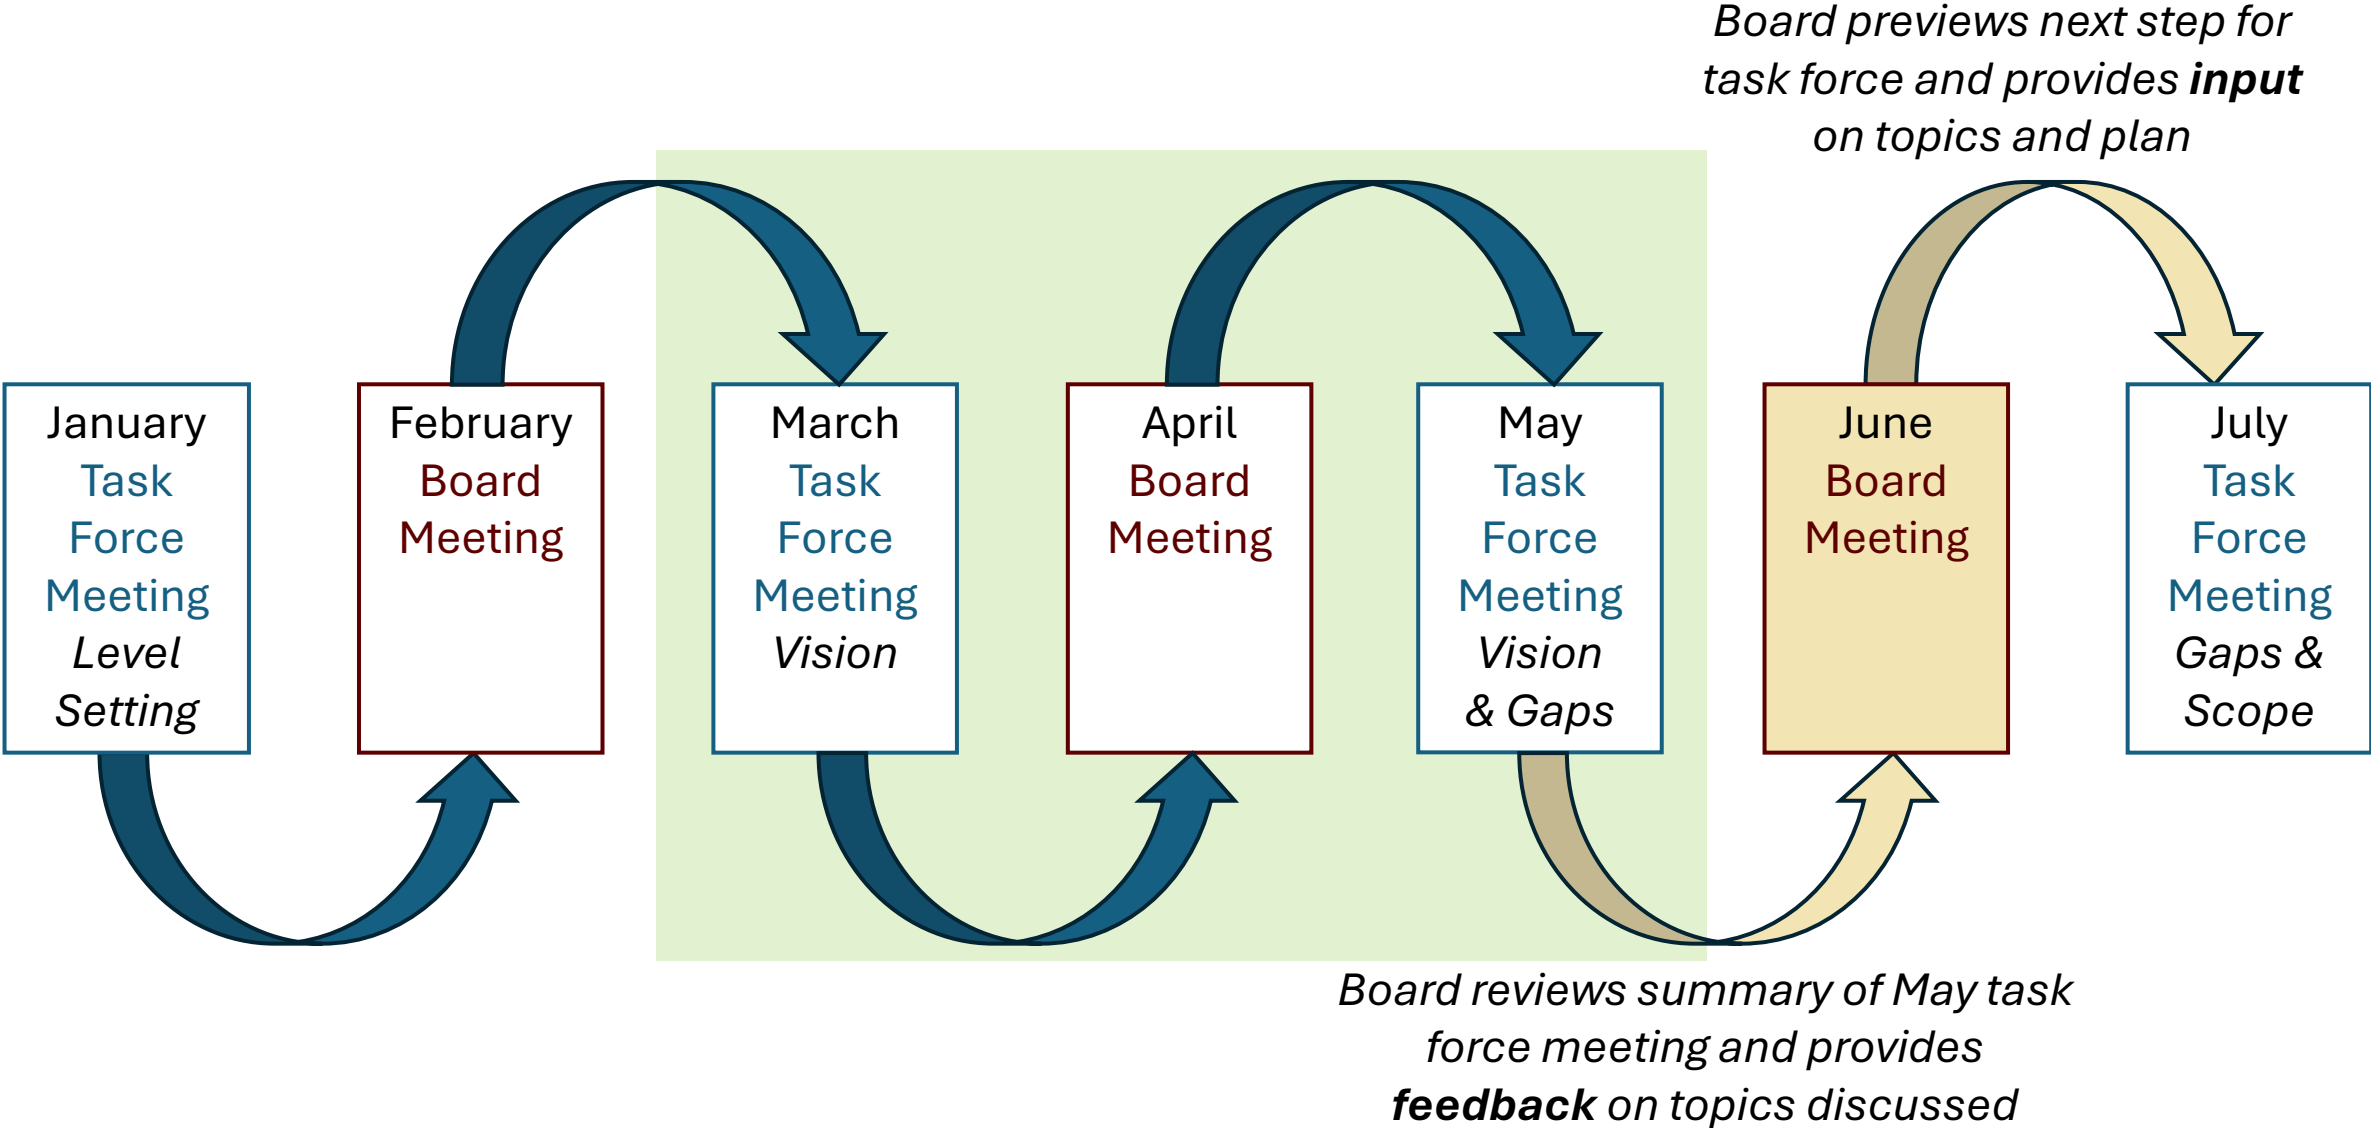 Board previews next step for
task force and provides input
on topics and plan
January
Task
Force
Meeting
Level
Setting
February
Board
Meeting
March
Task
Force
Meeting
Vision
April
Board
Meeting
May
Task
Force
Meeting
Vision
& Gaps
June
Board
Meeting
July
Task
Force
Meeting
Gaps &
Scope
Board reviews summary of May task
force meeting and provides
feedback on topics discussed